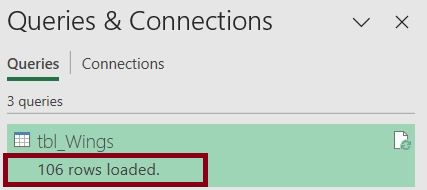 Queries & Connections
Queries | Connections
3 queries
tbl_Wings
106 rows loaded.